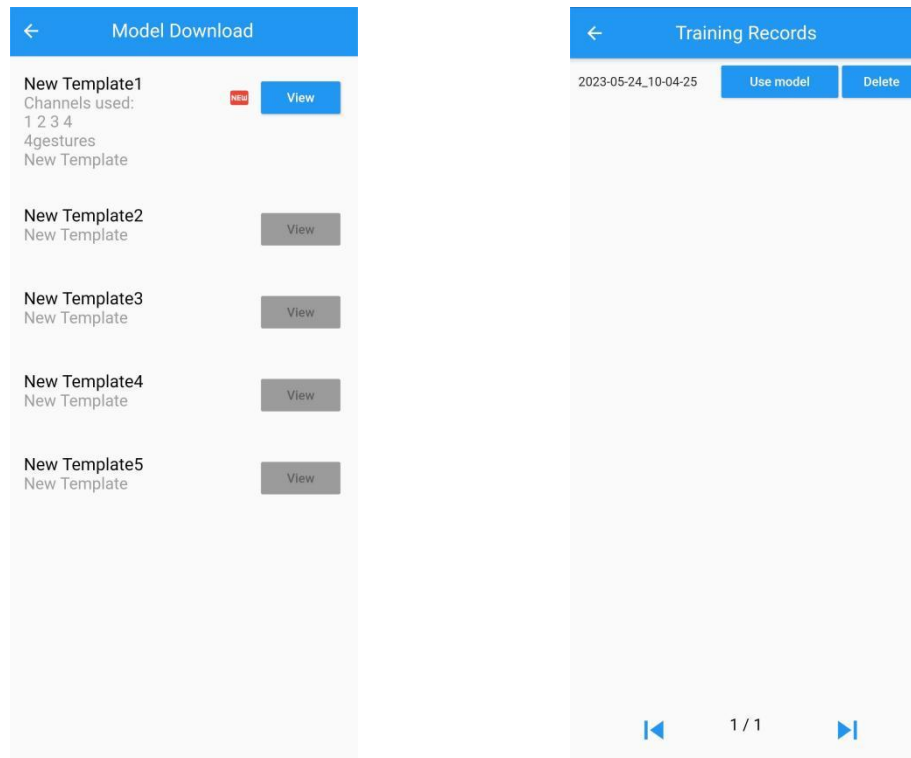 Model Download
New Template1
Channels used:
1 2 3 4
4gestures
New Template
NEW
View
New Template2
New Template
View
New Template3
New Template
View
New Template4
New Template
View
New Template5
New Template
View
Training Records
2023-05-24_10-04-25
Use model
Delete
1 / 1